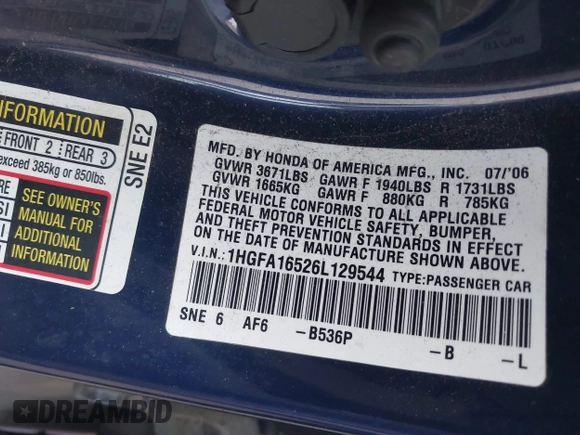 INFORMATION
FRONT 2 REAR 3
exceed 385kg or 850lbs.
SEE OWNER'S
MANUAL FOR
ADDITIONAL
INFORMATION
SNE E2
MFD. BY HONDA OF AMERICA MFG., INC. 07/'06
GVWR 3671LBS GAWR F 1940LBS R 1731LBS
GVWR 1665KG GAWR F 880KG R 785KG
THIS VEHICLE CONFORMS TO ALL APPLICABLE
FEDERAL MOTOR VEHICLE SAFETY, BUMPER,
AND THEFT PREVENTION STANDARDS IN EFFECT
ON THE DATE OF MANUFACTURE SHOWN ABOVE.
V.I.N.: 1HGFA16526L129544 TYPE:PASSENGER CAR
SNE 6 AF6 -B536P -B -L
DREAMBID